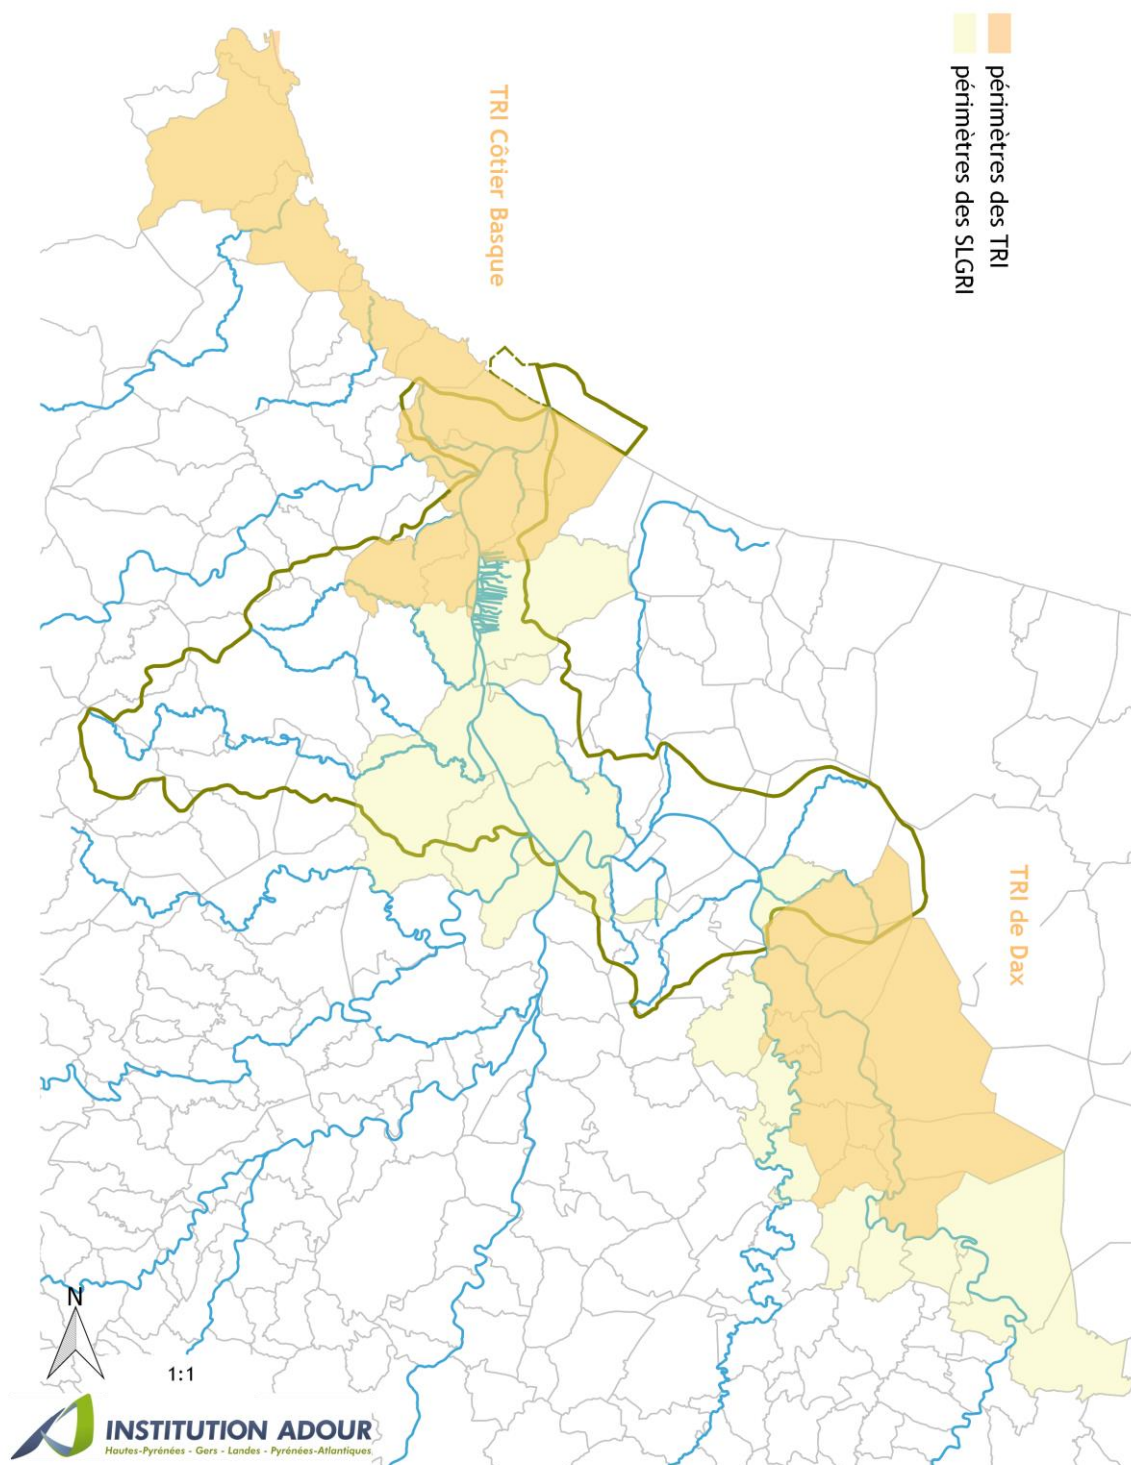 périmètres des TRI
périmètres des SLGRI
TRI Côtier Basque
TRI de Dax
N
1:1
INSTITUTION ADOUR
Hautes-Pyrénées - Gers - Landes - Pyrénées-Atlantiques